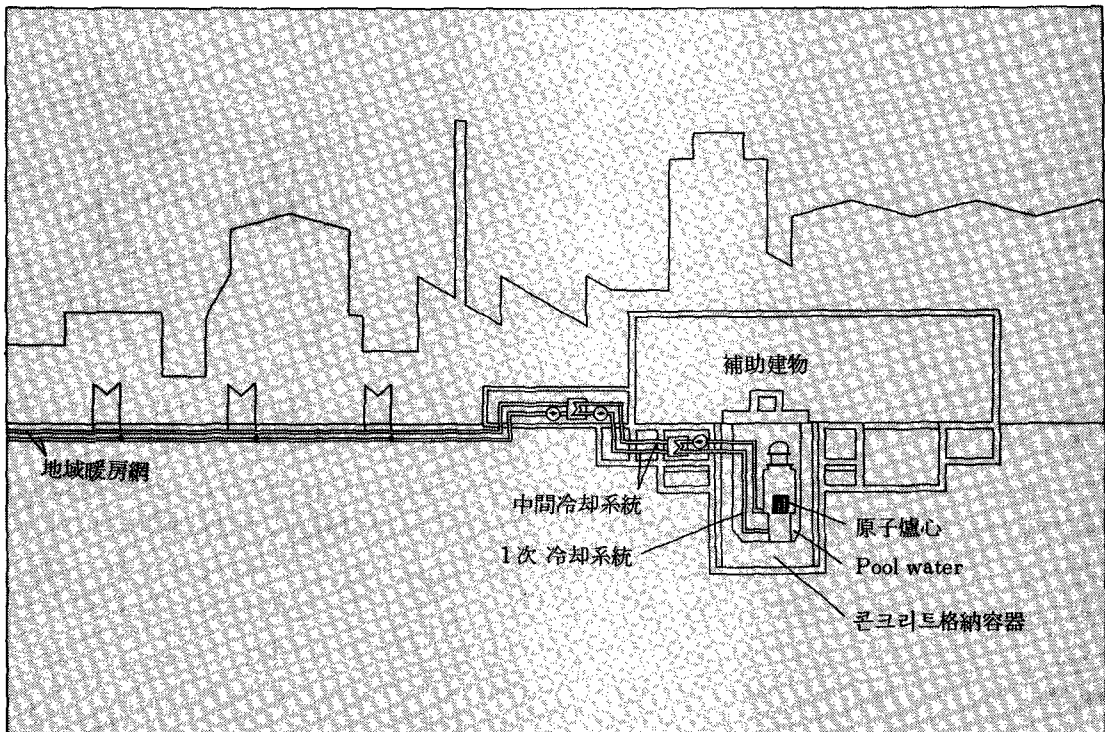 補助建物
地域暖房網
中間冷却系統
1次 冷却系統
原子爐心
Pool water
콘크리트格納容器